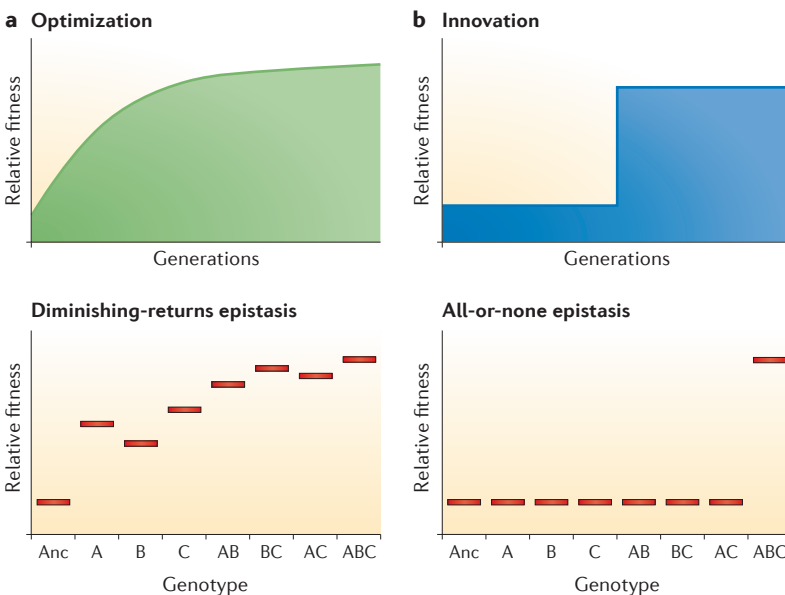 a Optimization
Relative fitness
Generations
b Innovation
Relative fitness
Generations
Diminishing-returns epistasis
Relative fitness
Anc A B C AB BC AC ABC
Genotype
All-or-none epistasis
Relative fitness
Anc A B C AB BC AC ABC
Genotype